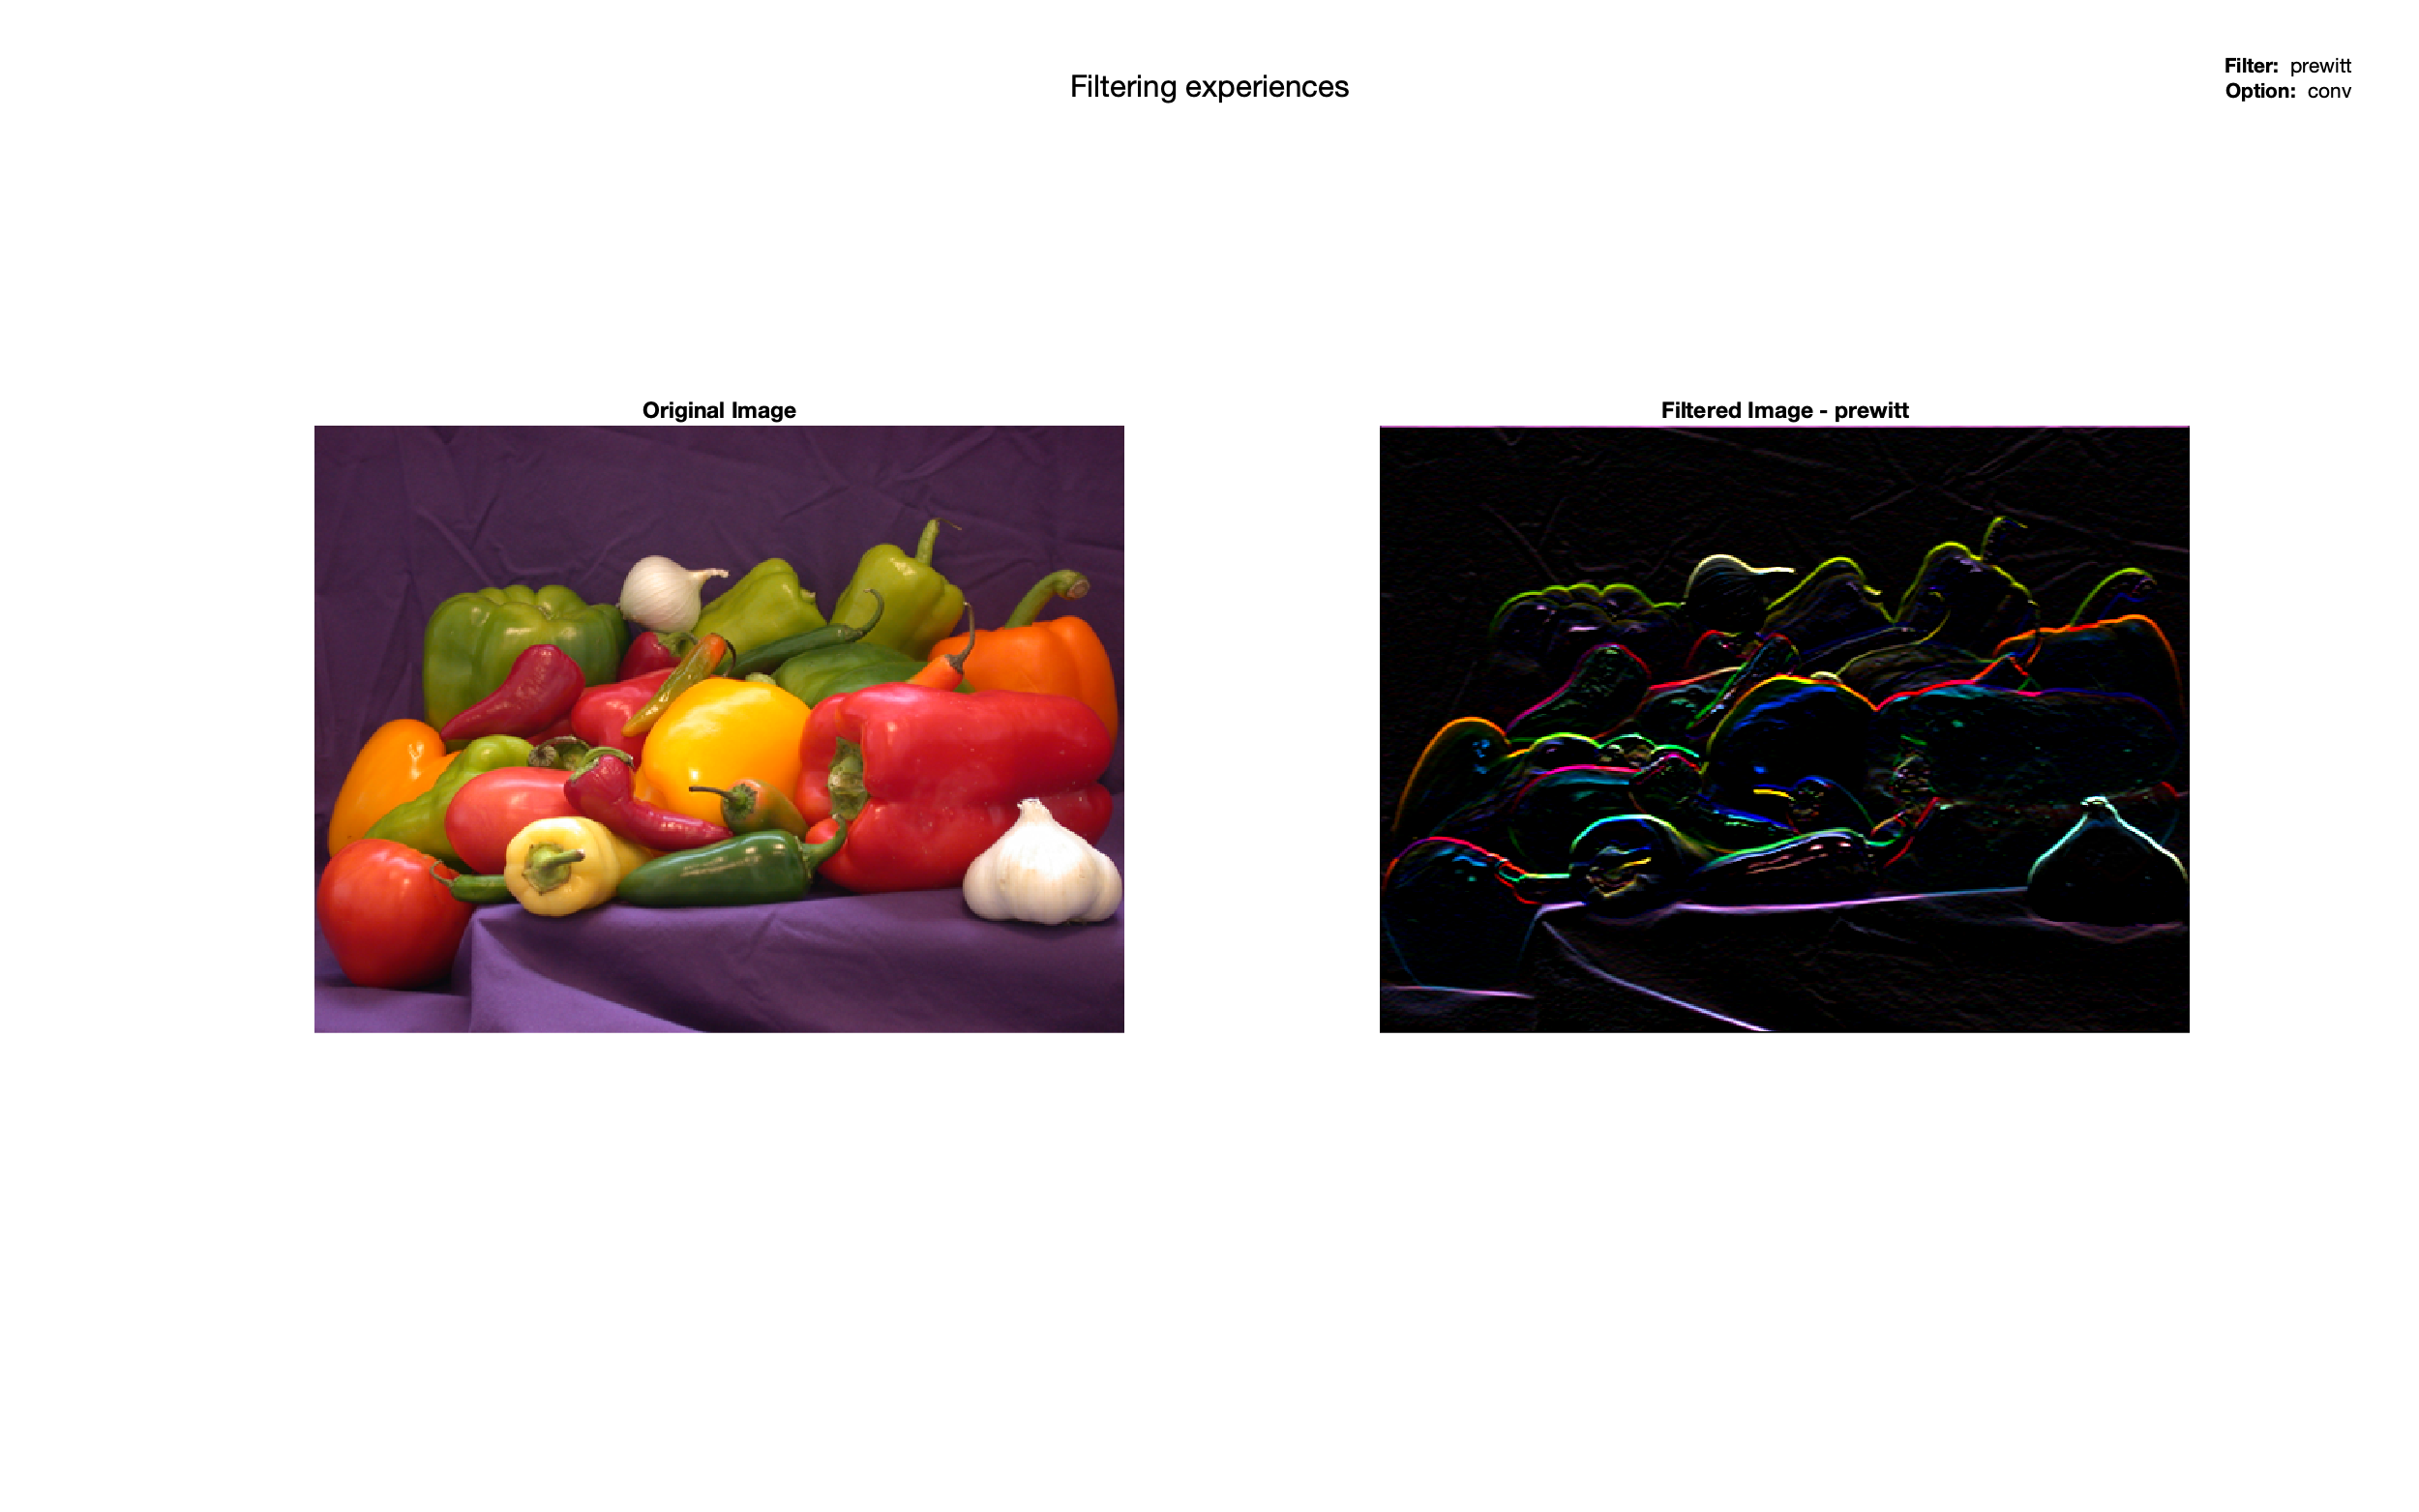 Filtering experiences
Filter: prewitt
Option: conv
Original Image
Filtered Image - prewitt